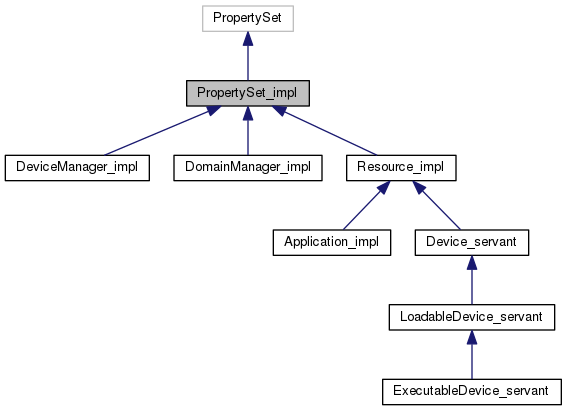 PropertySet
PropertySet_impl
DeviceManager_impl
DomainManager_impl
Resource_impl
Application_impl
Device_servant
LoadableDevice_servant
ExecutableDevice_servant